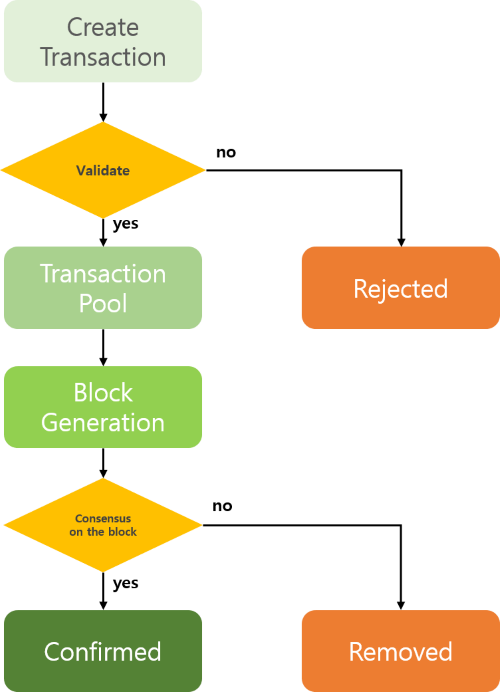 Create
Transaction
no
Validate
yes
Transaction
Pool
Rejected
Block
Generation
no
Consensus
on the block
yes
Confirmed
Removed